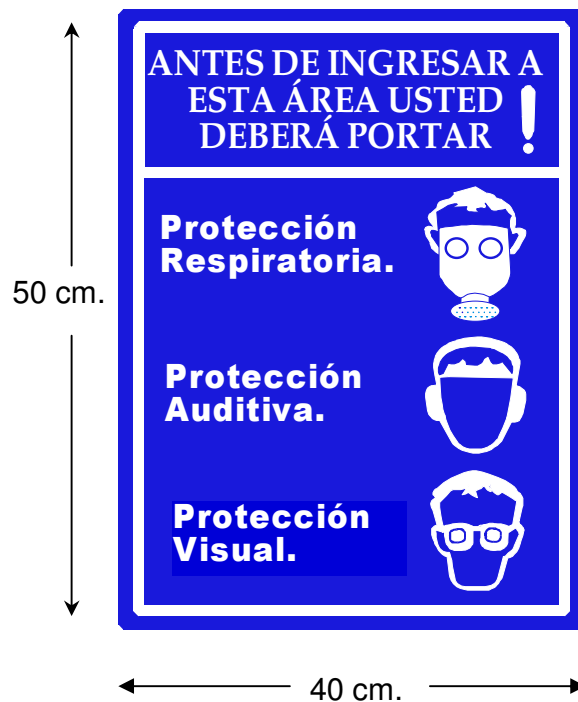 ANTES DE INGRESAR A
ESTA ÁREA USTED
DEBERÁ PORTAR !
Protección
Respiratoria.
50 cm.
Protección
Auditiva.
Protección
Visual.
40 cm.